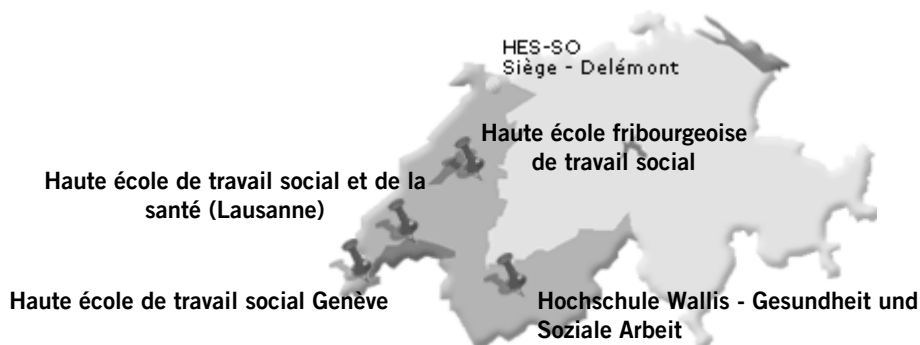 HES-SO
Siège - Delémont
Haute école fribourgeoise
de travail social
Haute école de travail social et de la
santé (Lausanne)
Haute école de travail social Genève
Hochschule Wallis - Gesundheit und
Soziale Arbeit